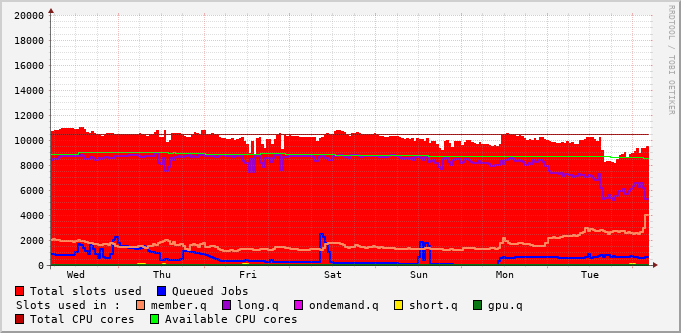 20000
18000
16000
14000
12000
10000
8000
6000
4000
2000
0
Wed Thu Fri Sat Sun Mon Tue
RRDTOOL / TOBI OETIKER
Total slots used Queued Jobs
Slots used in : member.q long.q ondemand.q short.q gpu.q
Total CPU cores Available CPU cores